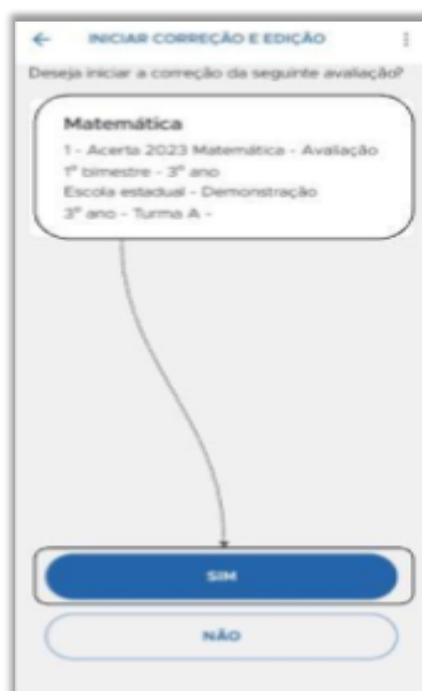 INICIAR CORREÇÃO E EDIÇÃO
Deseja iniciar a correção da seguinte avaliação?
Matemática
1 - Acerta 2023 Matemática - Avaliação
1º bimestre - 3º ano
Escola estadual - Demonstração
3º ano - Turma A -
SIM
NÃO